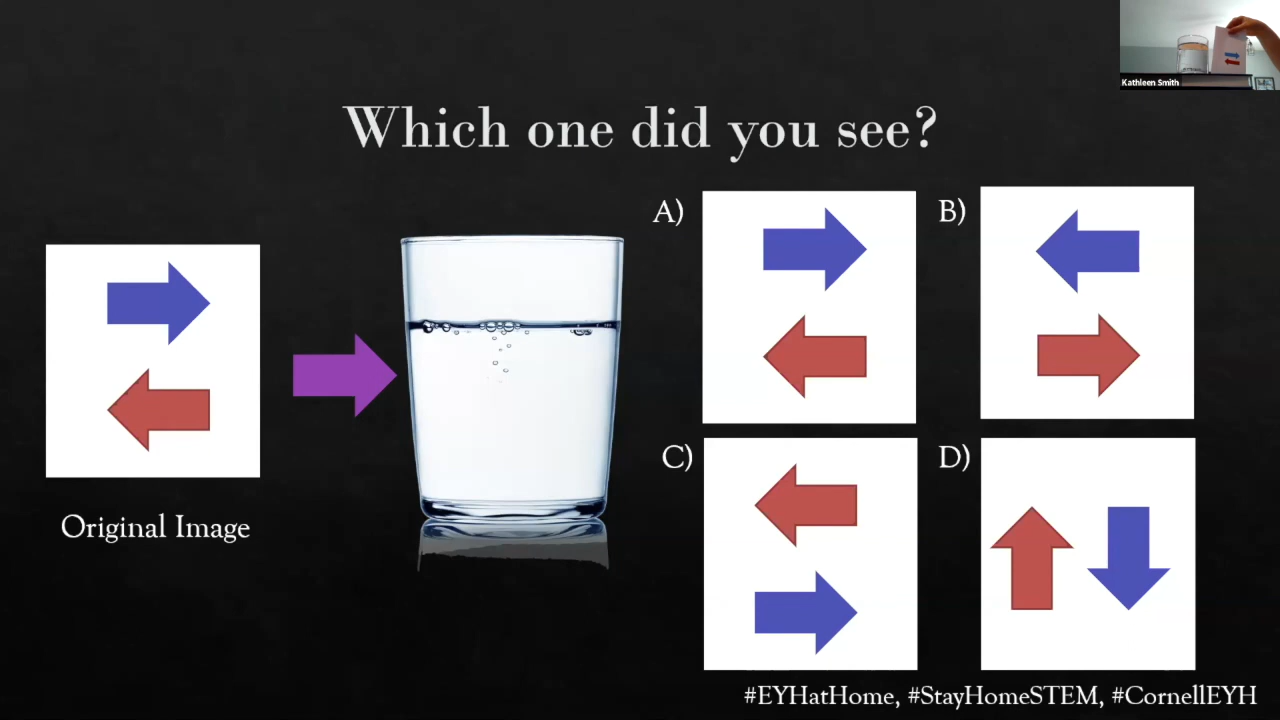 Kathleen Smith
Which one did you see?
A)
B)
C)
D)
Original Image
#EYHatHome, #StayHomeSTEM, #CornellEYH